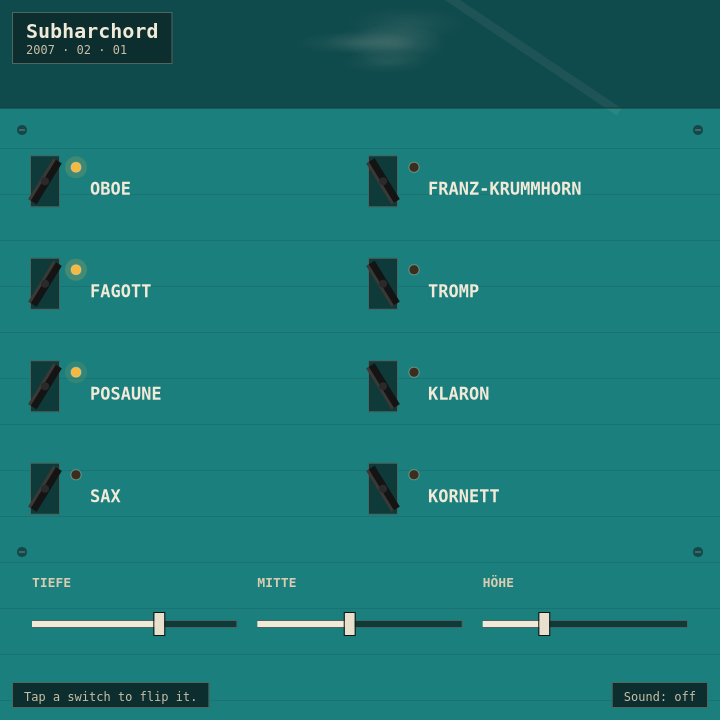 Subharchord
2007 · 02 · 01
OBOE
FRANZ-KRUMMHORN
FAGOTT
TROMP
POSAUNE
KLARON
SAX
KORNETT
TIEFE
MITTE
HÖHE
Tap a switch to flip it.
Sound: off